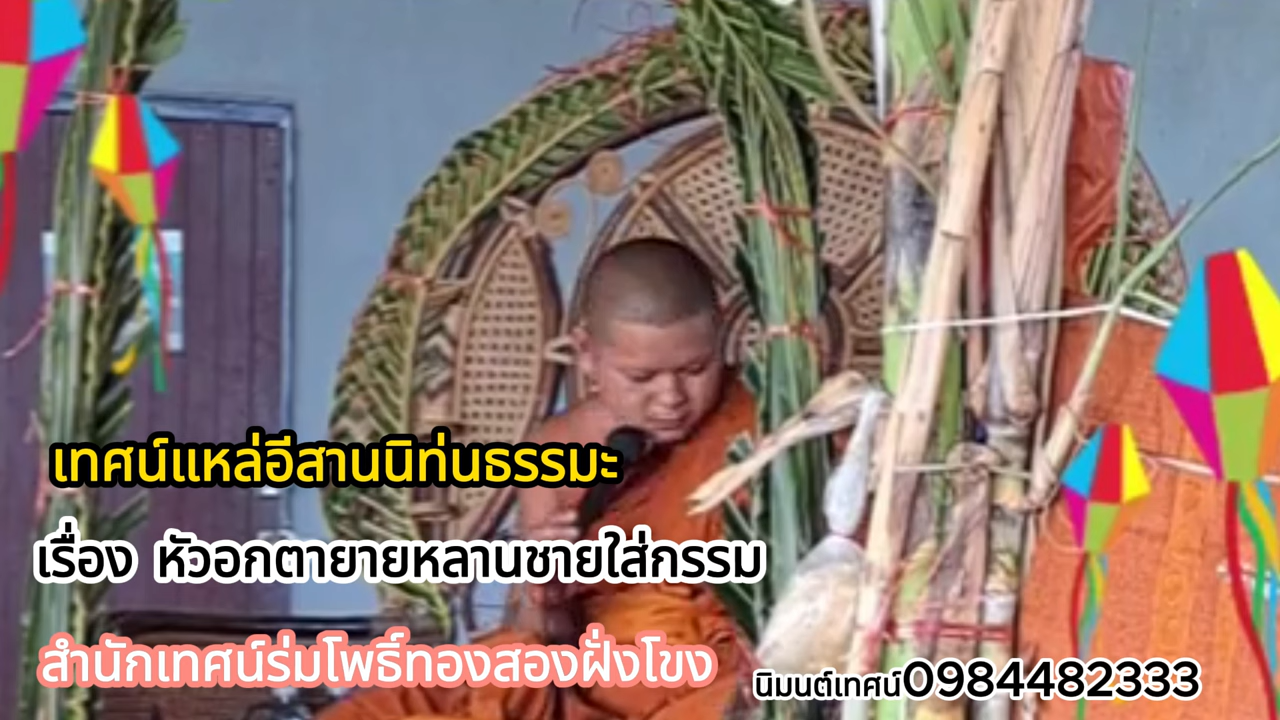 เทศน์แหล่อีสานนิท่นธรรมะ
เรื่อง หัวอกตายายหลานชายใส่กรรม
สำนักเทศน์ร่มโพธิ์ทองสองฝั่งโขง
นิมนต์เทศน์0984482333